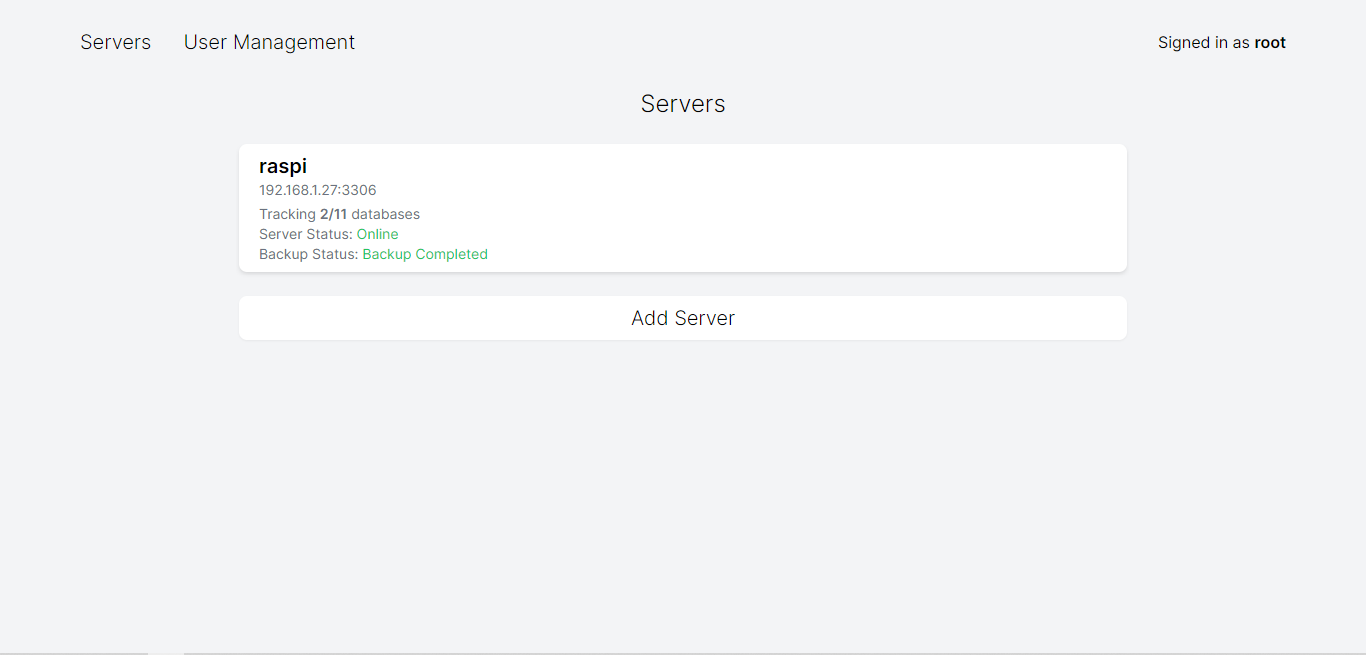 Servers User Management Signed in as root
Servers
raspi
192.168.1.27:3306
Tracking 2/11 databases
Server Status: Online
Backup Status: Backup Completed
Add Server